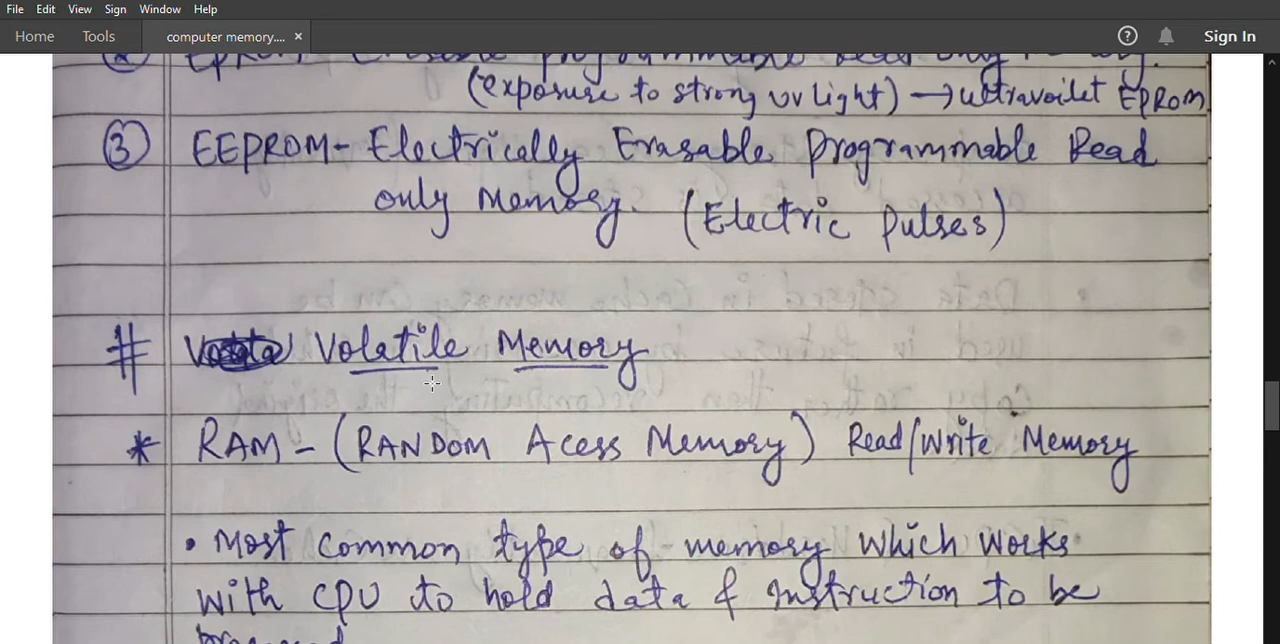 File Edit View Sign Window Help
Home Tools computer memory.... × Sign In
(exposure to strong UV light) → ultravoilet EPROM
③ EEPROM - Electrically Erasable Programmable Read
only Memory. (Electric Pulses)
# Volatile Memory
* RAM - (RANDOM Acess Memory) Read/Write Memory
• Most common type of memory which works
with CPU to hold data & Instruction to be